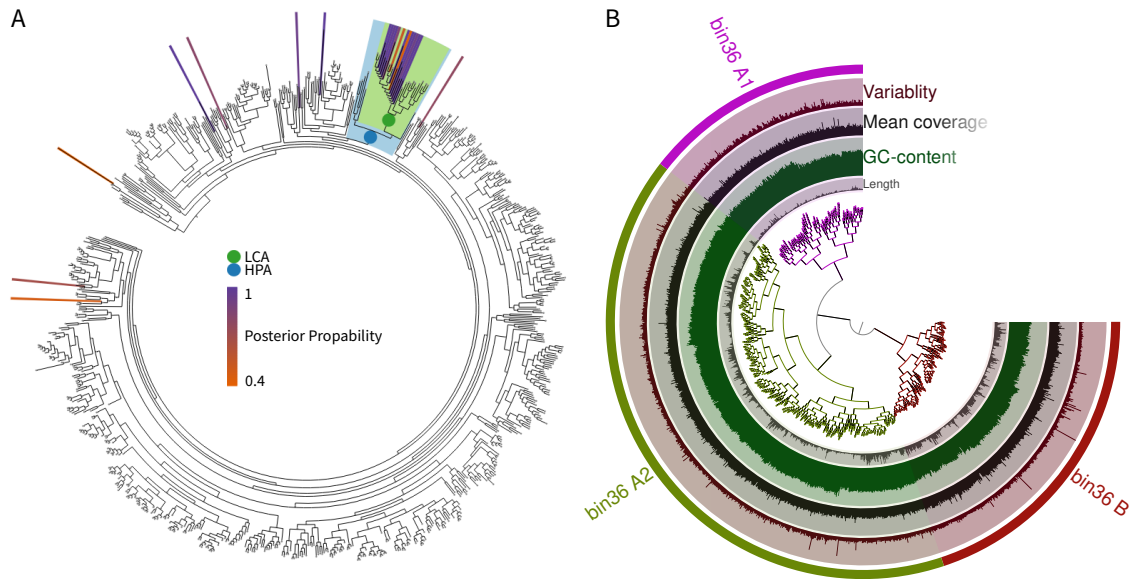 A
LCA
HPA
1
Posterior Propability
0.4
B
bin36 A1
Variablity
Mean coverage
GC-content
Length
bin36 A2
bin36 B